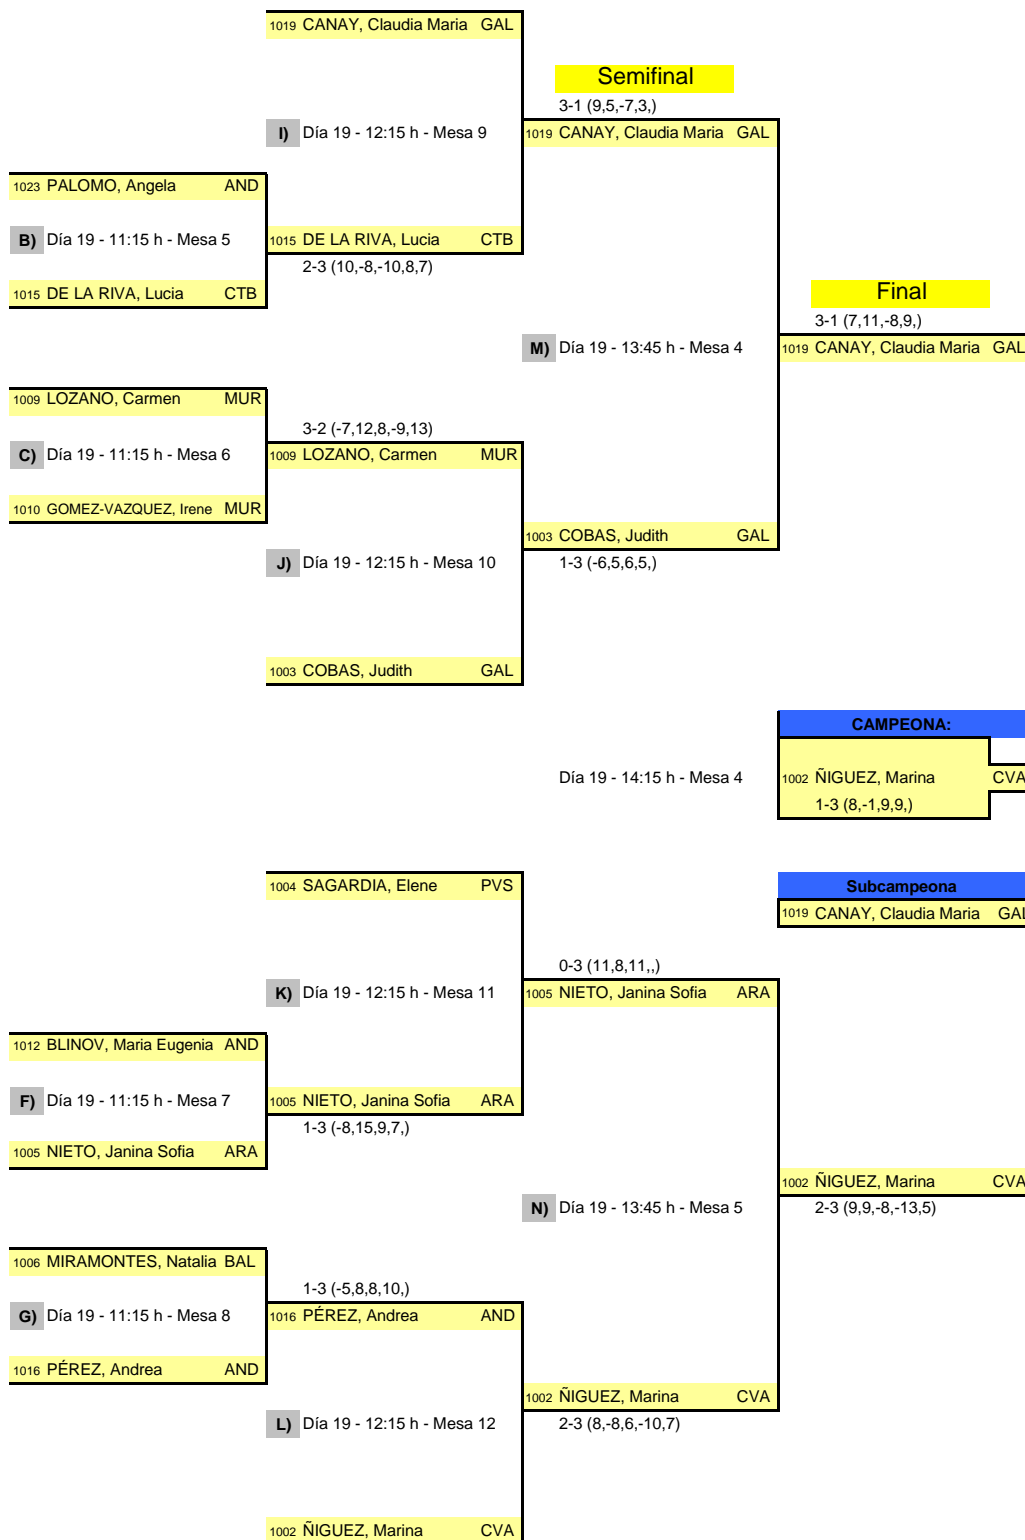 1019 CANAY, Claudia Maria GAL
Semifinal
3-1 (9,5,-7,3,)
I) Día 19 - 12:15 h - Mesa 9
1019 CANAY, Claudia Maria GAL
1023 PALOMO, Angela AND
B) Día 19 - 11:15 h - Mesa 5
1015 DE LA RIVA, Lucia CTB
2-3 (10,-8,-10,8,7)
1015 DE LA RIVA, Lucia CTB
Final
3-1 (7,11,-8,9,)
M) Día 19 - 13:45 h - Mesa 4
1019 CANAY, Claudia Maria GAL
1009 LOZANO, Carmen MUR
3-2 (-7,12,8,-9,13)
C) Día 19 - 11:15 h - Mesa 6
1009 LOZANO, Carmen MUR
1010 GOMEZ-VAZQUEZ, Irene MUR
1003 COBAS, Judith GAL
J) Día 19 - 12:15 h - Mesa 10
1-3 (-6,5,6,5,)
1003 COBAS, Judith GAL
CAMPEONA:
Día 19 - 14:15 h - Mesa 4
1002 ÑIGUEZ, Marina CVA
1-3 (8,-1,9,9,)
1004 SAGARDIA, Elene PVS
Subcampeona
1019 CANAY, Claudia Maria GAL
0-3 (11,8,11,,)
K) Día 19 - 12:15 h - Mesa 11
1005 NIETO, Janina Sofia ARA
1012 BLINOV, Maria Eugenia AND
F) Día 19 - 11:15 h - Mesa 7
1005 NIETO, Janina Sofia ARA
1-3 (-8,15,9,7,)
1005 NIETO, Janina Sofia ARA
1002 ÑIGUEZ, Marina CVA
N) Día 19 - 13:45 h - Mesa 5
2-3 (9,9,-8,-13,5)
1006 MIRAMONTES, Natalia BAL
1-3 (-5,8,8,10,)
G) Día 19 - 11:15 h - Mesa 8
1016 PÉREZ, Andrea AND
1016 PÉREZ, Andrea AND
1002 ÑIGUEZ, Marina CVA
L) Día 19 - 12:15 h - Mesa 12
2-3 (8,-8,6,-10,7)
1002 ÑIGUEZ, Marina CVA